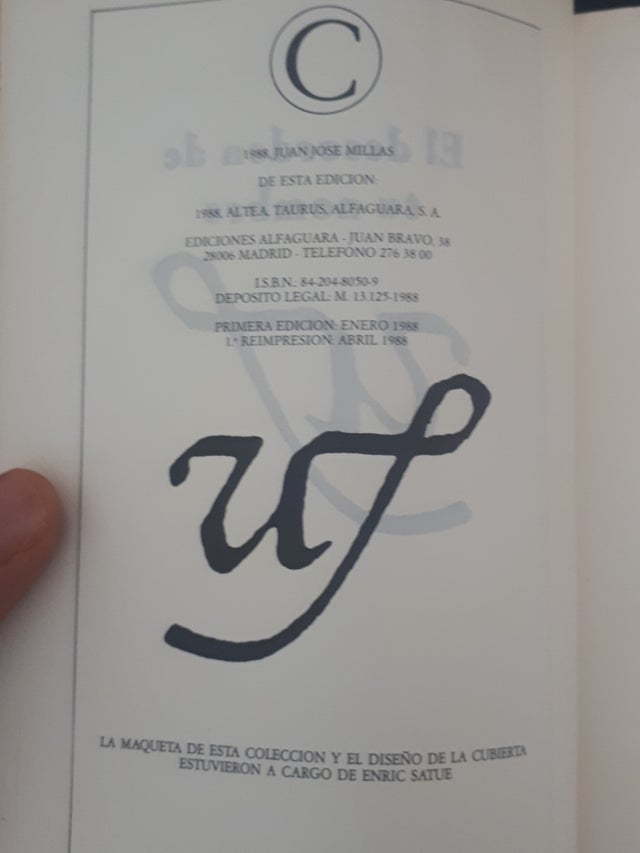 C
1988, JUAN JOSE MILLAS
DE ESTA EDICION:
1988, ALTEA, TAURUS, ALFAGUARA, S. A.
EDICIONES ALFAGUARA - JUAN BRAVO, 38
28006 MADRID - TELEFONO 276 38 00
I.S.B.N.: 84-204-8050-9
DEPOSITO LEGAL: M. 13.125-1988
PRIMERA EDICION: ENERO 1988
1.ª REIMPRESION: ABRIL 1988
LA MAQUETA DE ESTA COLECCION Y EL DISEÑO DE LA CUBIERTA
ESTUVIERON A CARGO DE ENRIC SATUE